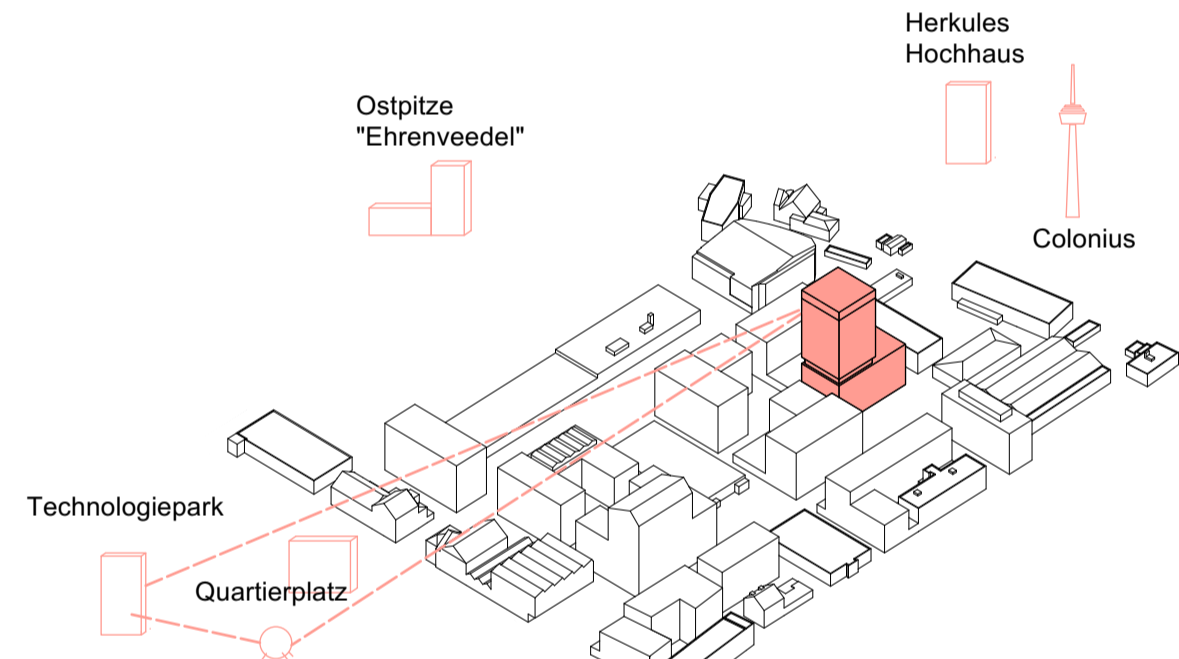 Herkules
Hochhaus
Ostpitze
"Ehrenveedel"
Colonius
Technologiepark
Quartierplatz